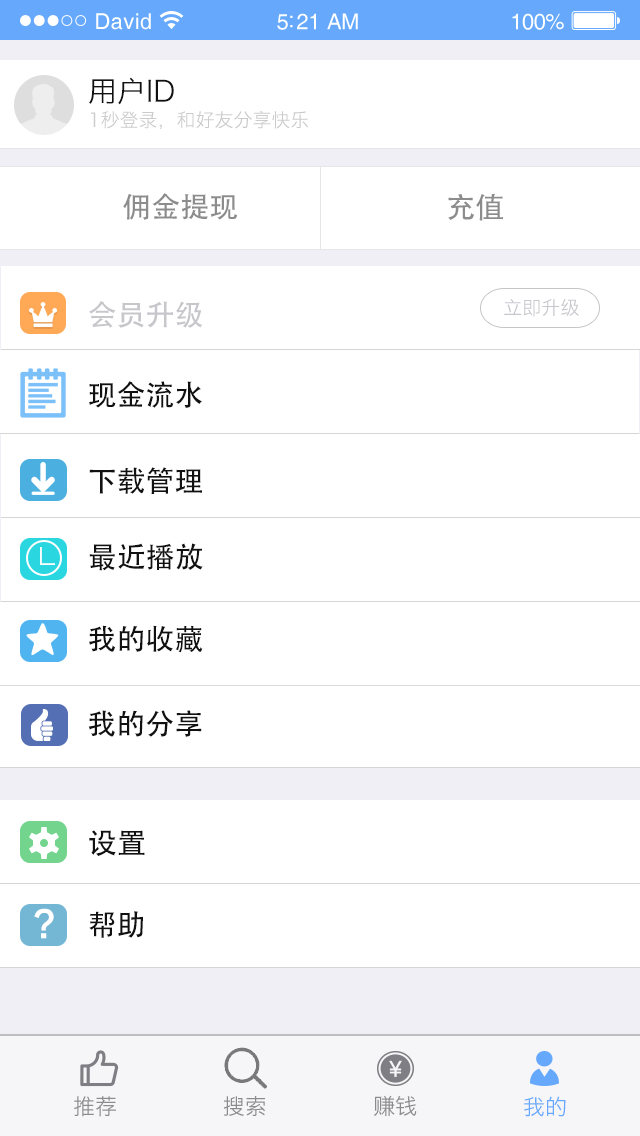 David 5:21 AM 100%
用户ID
1秒登录，和好友分享快乐
佣金提现 充值
会员升级 立即升级
现金流水
下载管理
最近播放
我的收藏
我的分享
设置
? 帮助
¥
推荐 搜索 赚钱 我的